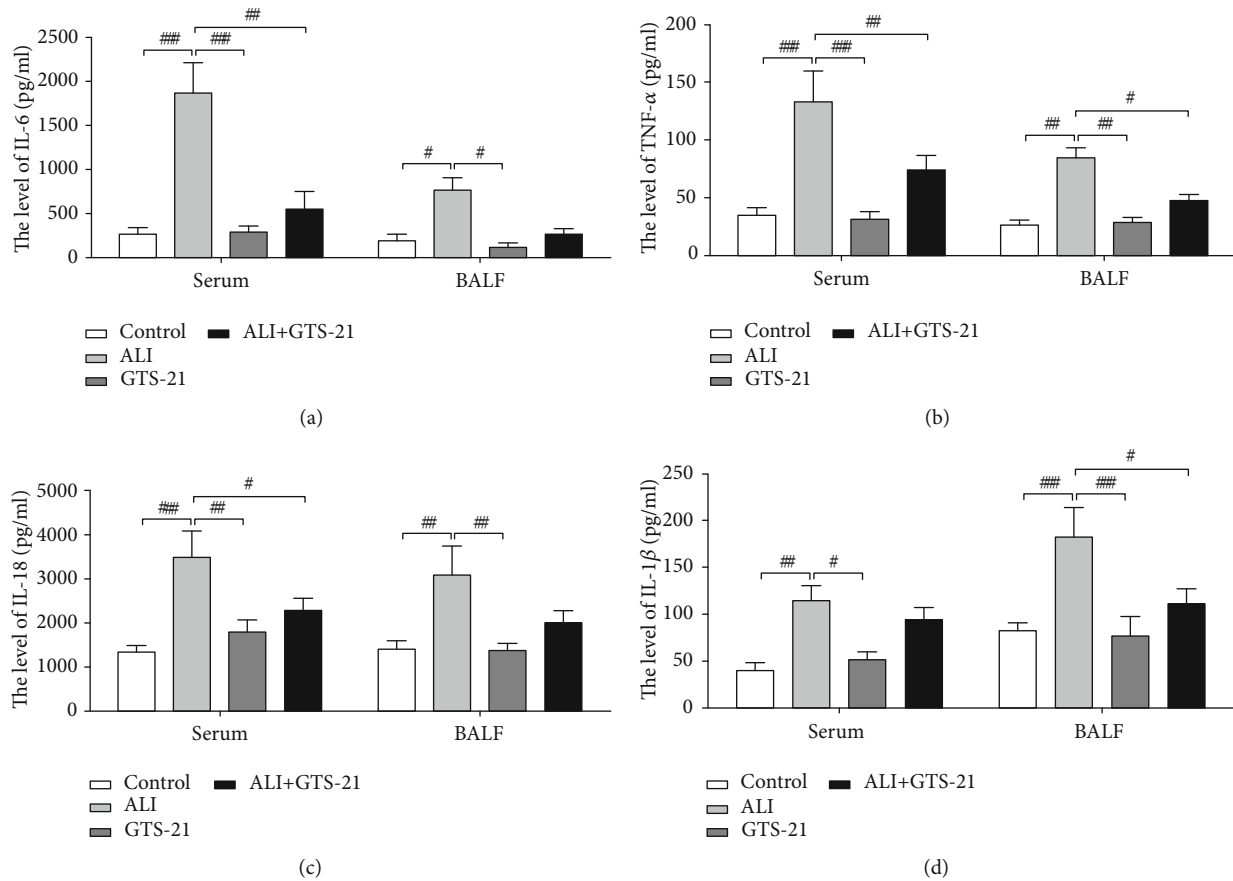 The level of IL-6 (pg/ml)
2500
2000
1500
1000
500
0
##
###
###
#
#
Serum
BALF
Control
ALI+GTS-21
ALI
GTS-21
(a)
The level of TNF-α (pg/ml)
200
150
100
50
0
##
###
###
#
##
##
Serum
BALF
Control
ALI+GTS-21
ALI
GTS-21
(b)
The level of IL-18 (pg/ml)
5000
4000
3000
2000
1000
0
#
###
##
##
##
Serum
BALF
Control
ALI+GTS-21
ALI
GTS-21
(c)
The level of IL-1β (pg/ml)
250
200
150
100
50
0
##
#
#
###
###
Serum
BALF
Control
ALI+GTS-21
ALI
GTS-21
(d)